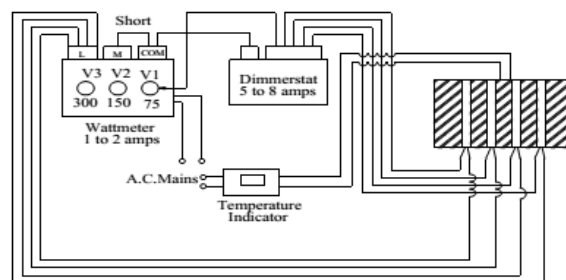 Short
L M COM
V3 V2 V1
300 150 75
Wattmeter
1 to 2 amps
Dimmerstat
5 to 8 amps
A.C.Mains
Temperature
Indicator